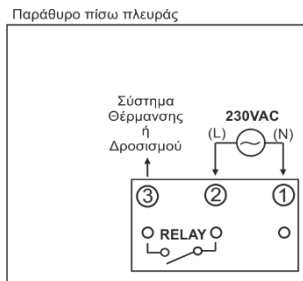 Παράθυρο πίσω πλευράς
Σύστημα
Θέρμανσης
ή
Δροσισμού
230VAC
(L) (N)
3 2 1
RELAY